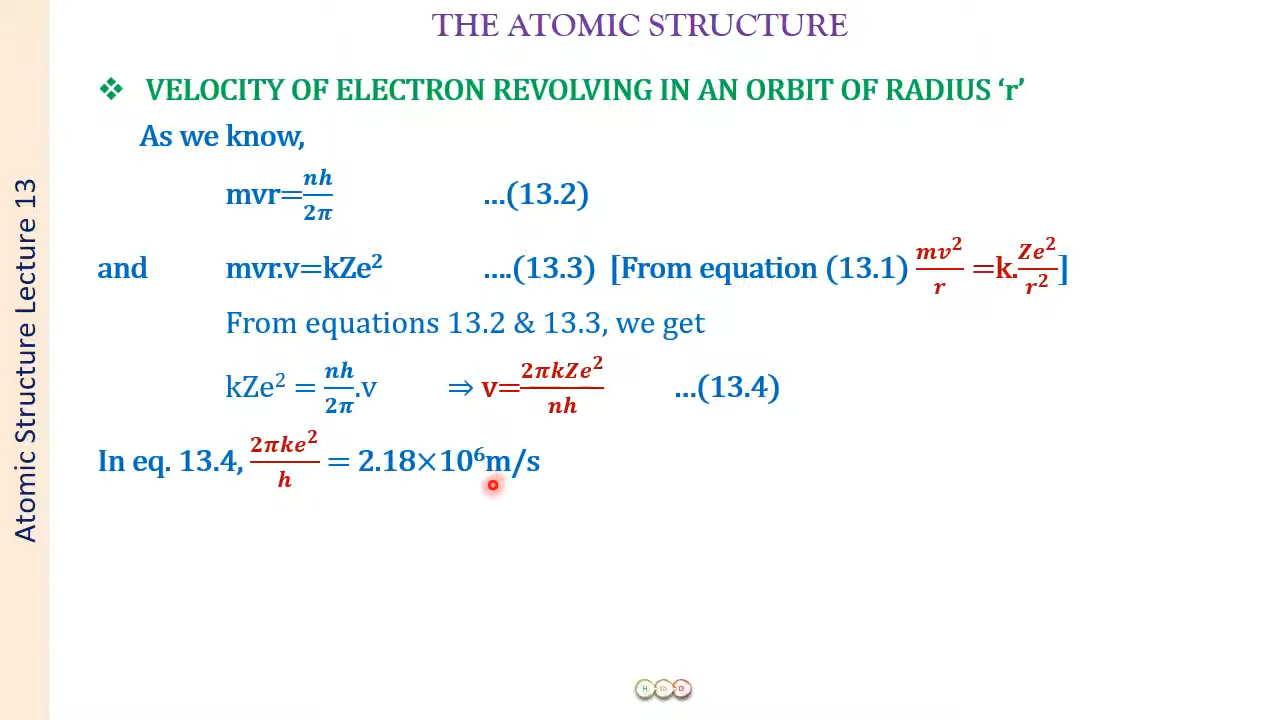 THE ATOMIC STRUCTURE
❖ VELOCITY OF ELECTRON REVOLVING IN AN ORBIT OF RADIUS ‘r’
As we know,
mvr=nh/2π ...(13.2)
and mvr.v=kZe² ....(13.3) [From equation (13.1) mv²/r =k.Ze²/r²]
From equations 13.2 & 13.3, we get
kZe² = nh/2π.v ⇒ v=2πkZe²/nh ...(13.4)
In eq. 13.4, 2πke²/h = 2.18×10⁶m/s
Atomic Structure Lecture 13
H to O